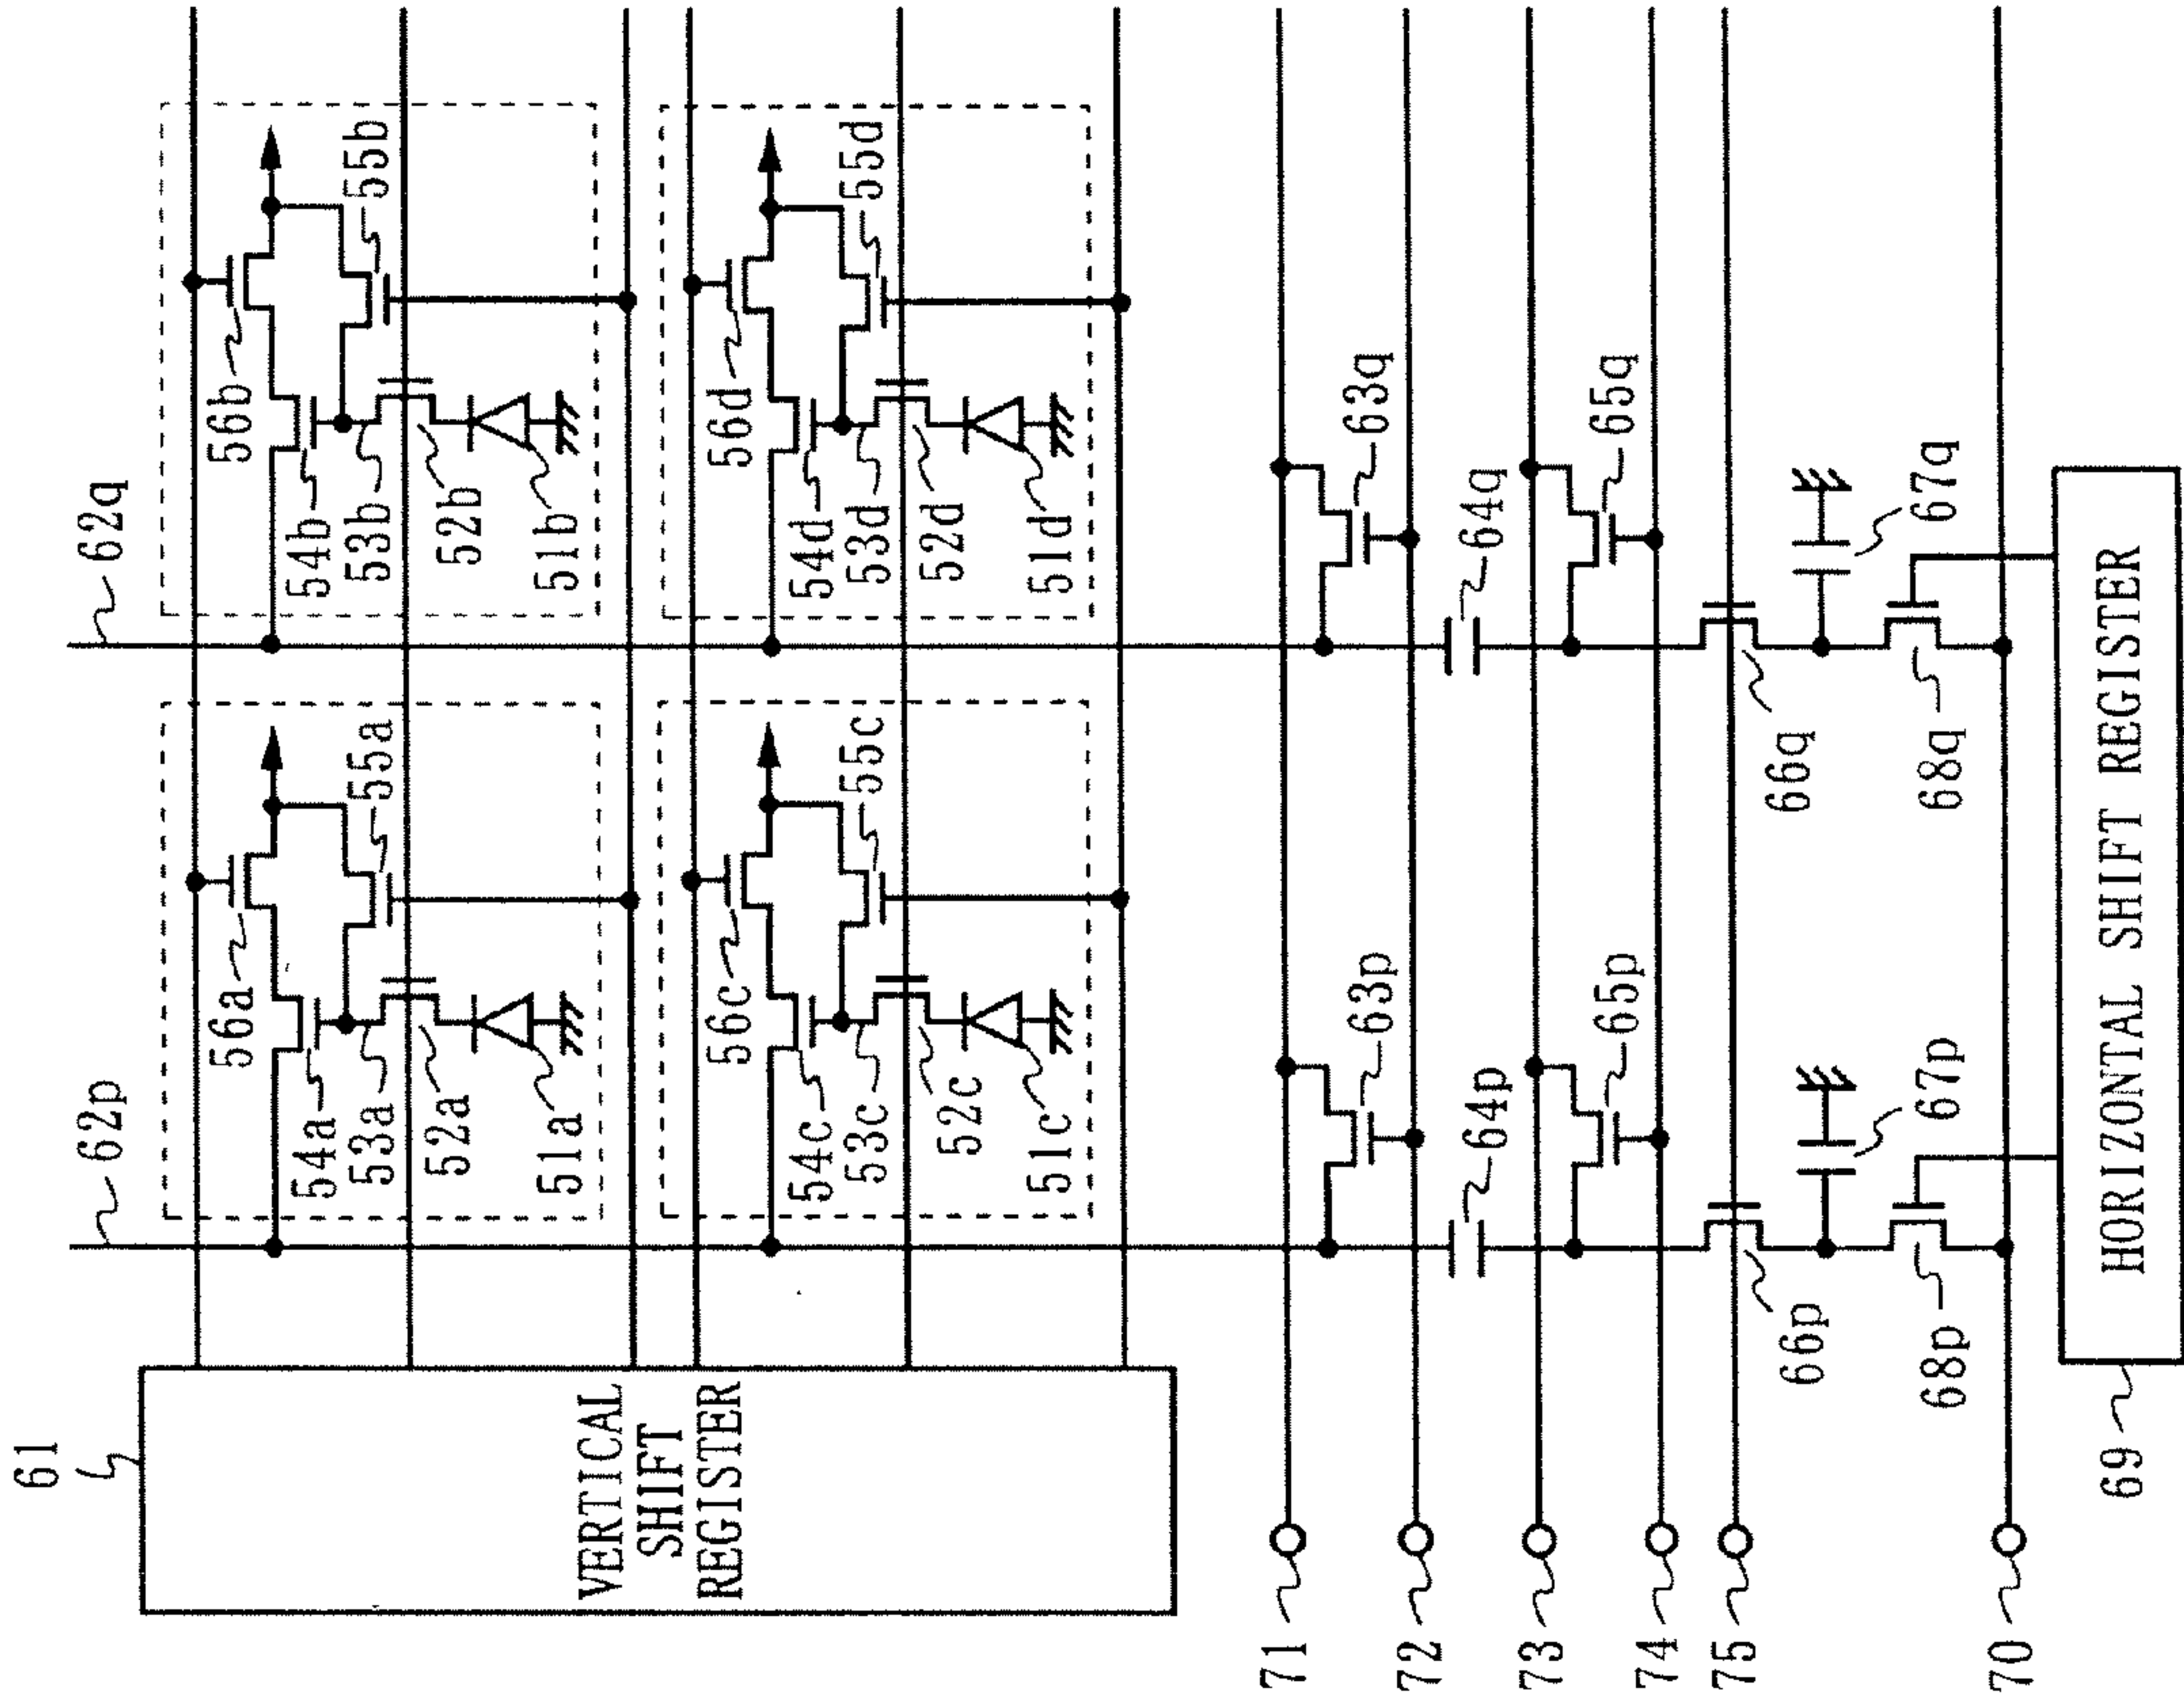 61
VERTICAL
SHIFT
REGISTER
62p
62q
56a
55a
54a
53a
52a
51a
56b
55b
54b
53b
52b
51b
56c
55c
54c
53c
52c
51c
56d
55d
54d
53d
52d
51d
71
63p
63q
72
64p
64q
73
65p
65q
74
75
66p
66q
67p
67q
68p
68q
70
69
HORIZONTAL SHIFT REGISTER